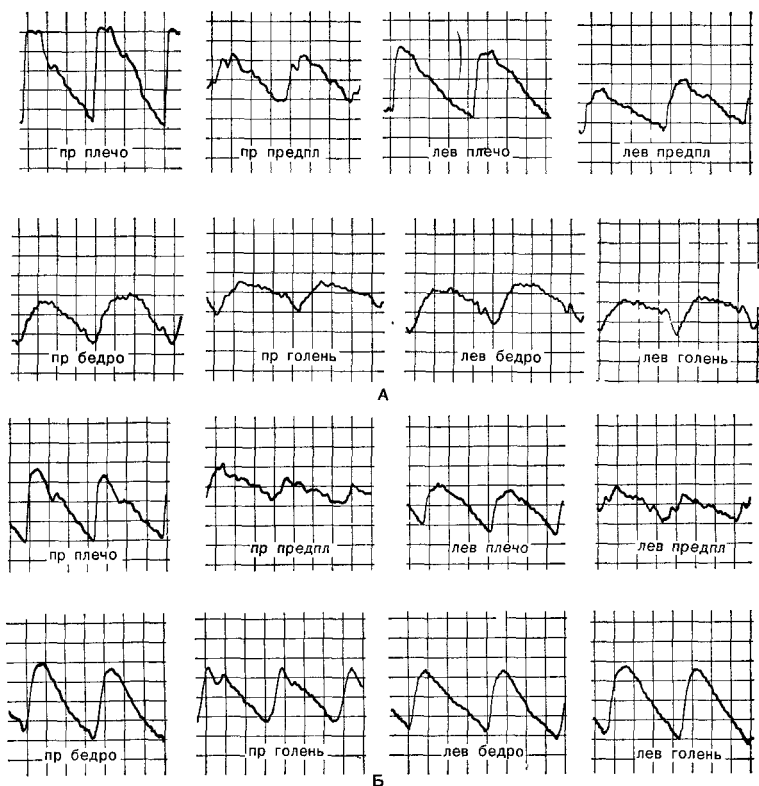 пр плечо
пр предпл
лев плечо
лев предпл
пр бедро
пр голень
лев бедро
лев голень
А
пр плечо
пр предпл
лев плечо
лев предпл
пр бедро
пр голень
лев бедро
лев голень
Б